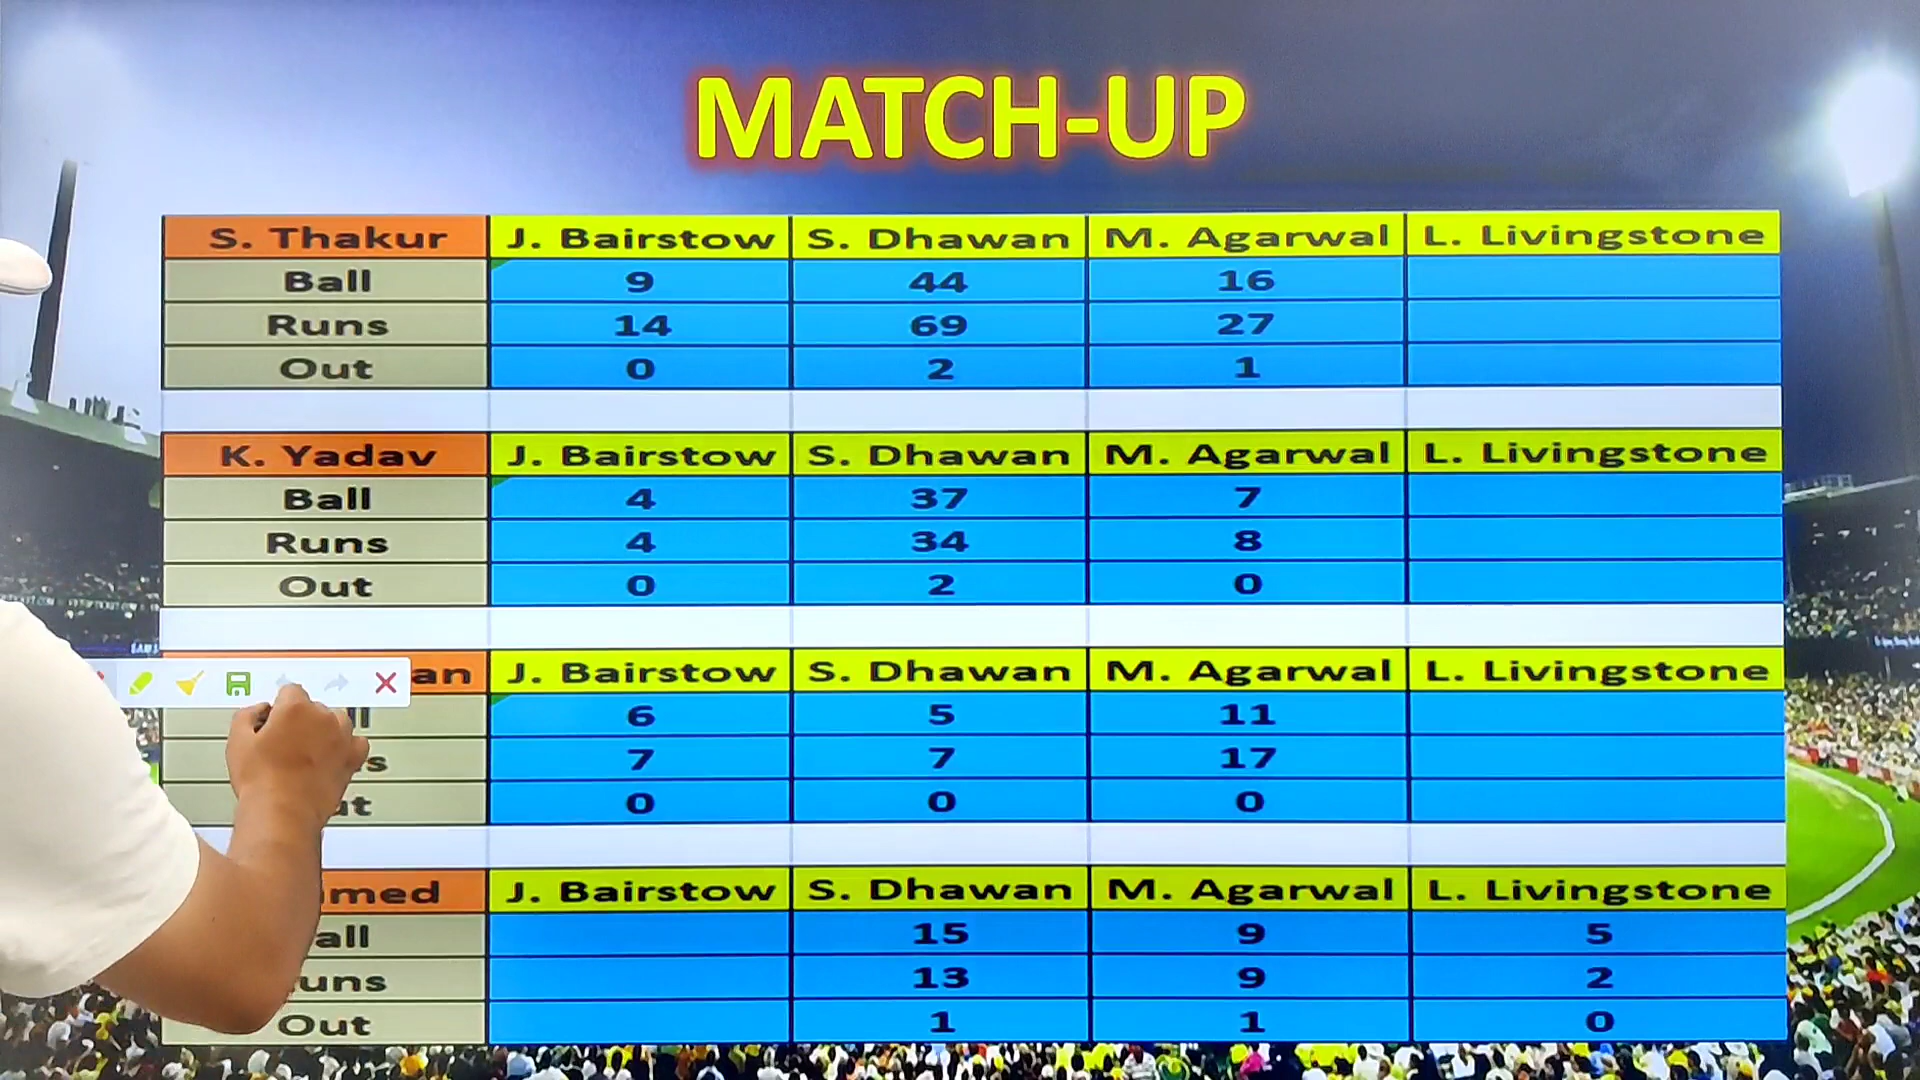 MATCH-UP
S. Thakur J. Bairstow S. Dhawan M. Agarwal L. Livingstone
Ball 9 44 16
Runs 14 69 27
Out 0 2 1
K. Yadav J. Bairstow S. Dhawan M. Agarwal L. Livingstone
Ball 4 37 7
Runs 4 34 8
Out 0 2 0
an J. Bairstow S. Dhawan M. Agarwal L. Livingstone
6 5 11
7 7 17
0 0 0
med J. Bairstow S. Dhawan M. Agarwal L. Livingstone
all 15 9 5
uns 13 9 2
Out 1 1 0